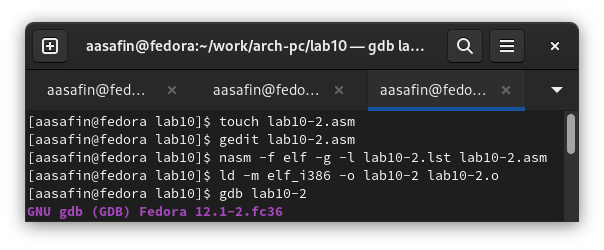 aasafin@fedora:~/work/arch-pc/lab10 — gdb la…
aasafin@fed… aasafin@fedo… aasafin@fedo…
[aasafin@fedora lab10]$ touch lab10-2.asm
[aasafin@fedora lab10]$ gedit lab10-2.asm
[aasafin@fedora lab10]$ nasm -f elf -g -l lab10-2.lst lab10-2.asm
[aasafin@fedora lab10]$ ld -m elf_i386 -o lab10-2 lab10-2.o
[aasafin@fedora lab10]$ gdb lab10-2
GNU gdb (GDB) Fedora 12.1-2.fc36